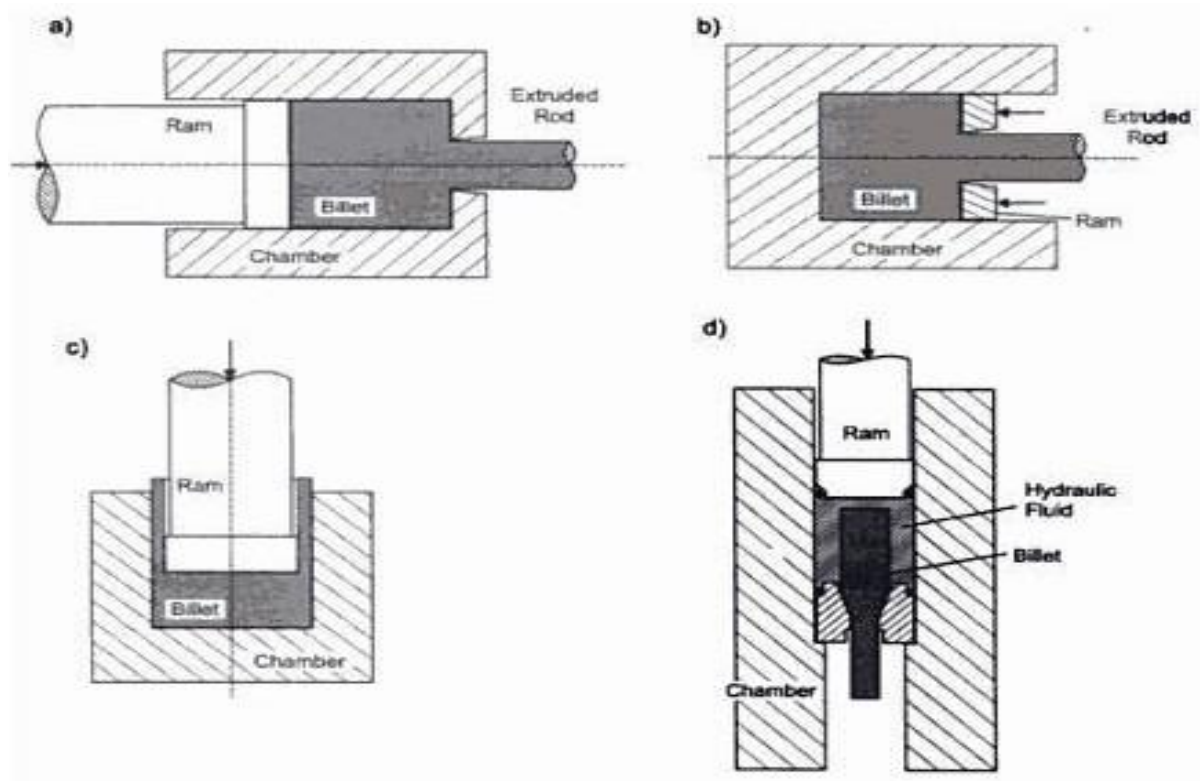 a)
Ram
Extruded
Rod
Billet
Chamber
b)
Extruded
Rod
Billet
Ram
Chamber
c)
Ram
Billet
Chamber
d)
Ram
Hydraulic
Fluid
Billet
Chamber